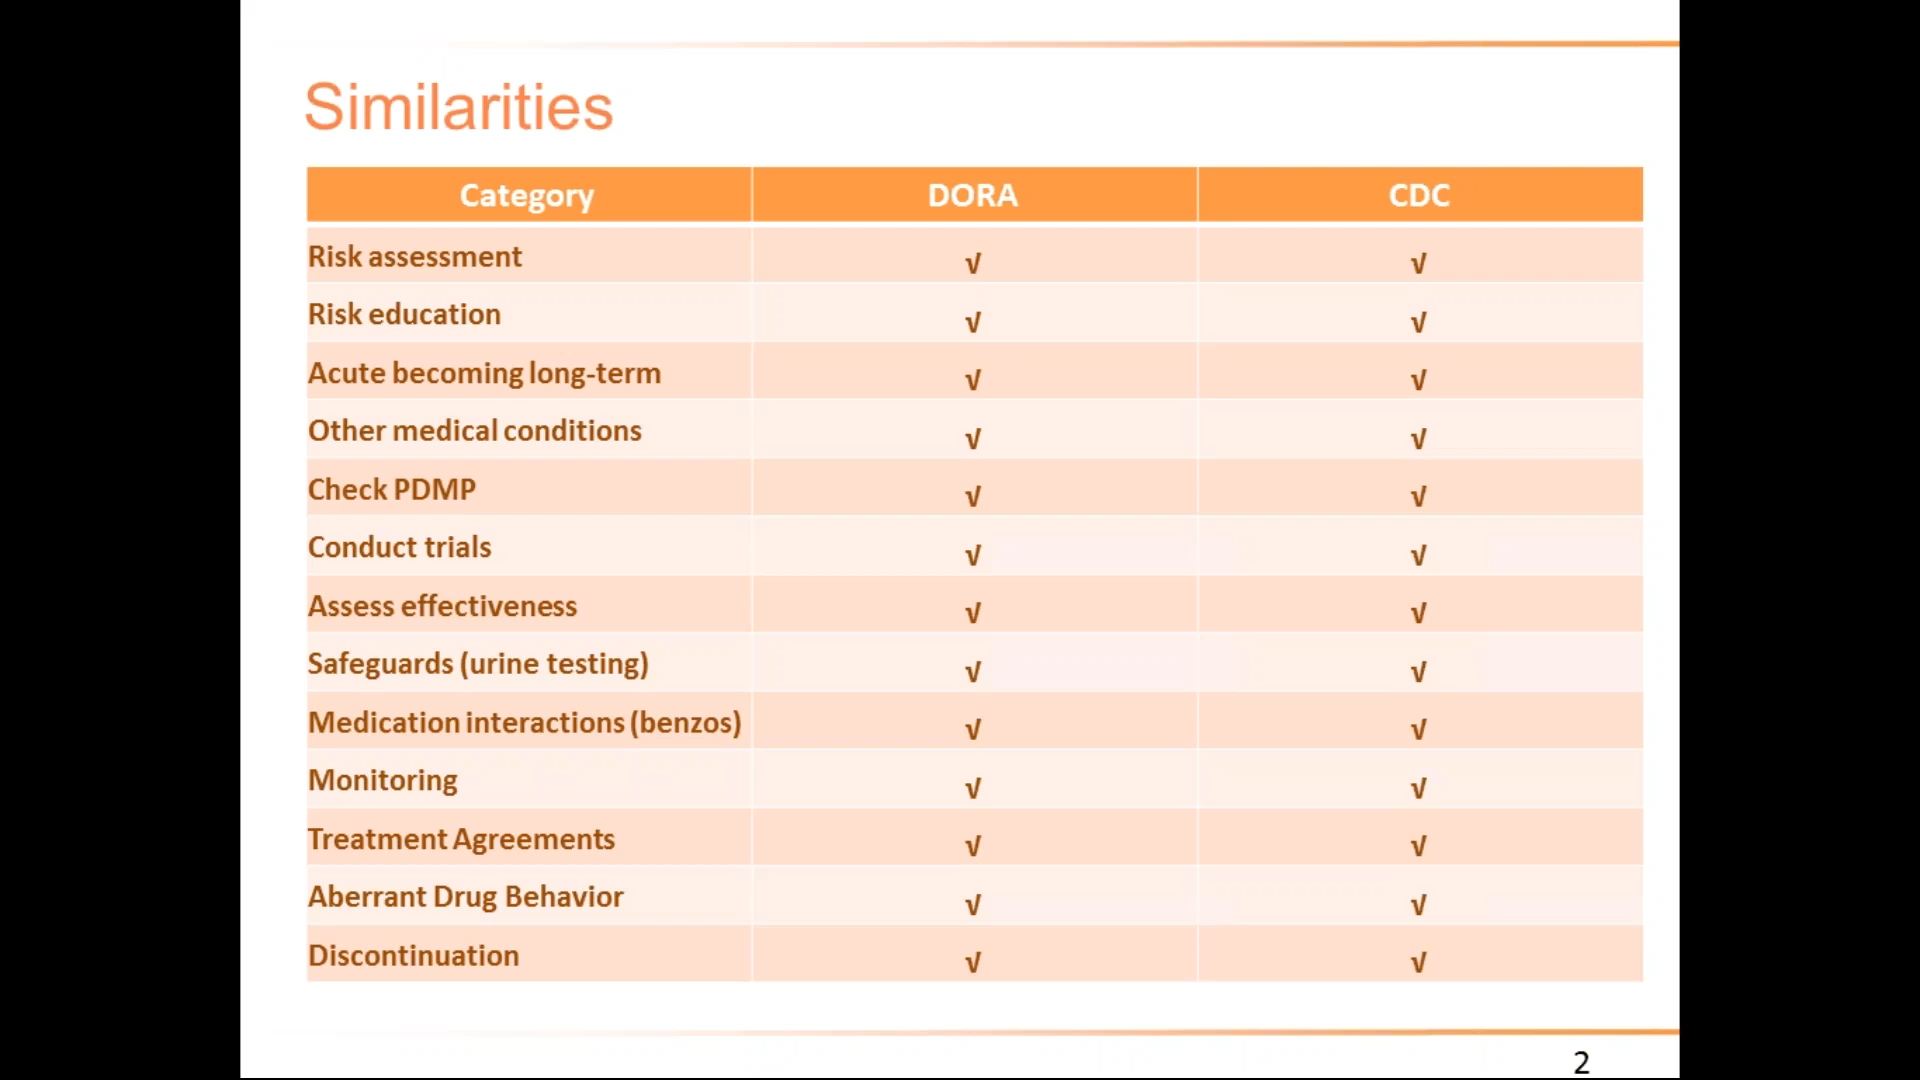 Similarities
Category DORA CDC
Risk assessment √ √
Risk education √ √
Acute becoming long-term √ √
Other medical conditions √ √
Check PDMP √ √
Conduct trials √ √
Assess effectiveness √ √
Safeguards (urine testing) √ √
Medication interactions (benzos) √ √
Monitoring √ √
Treatment Agreements √ √
Aberrant Drug Behavior √ √
Discontinuation √ √
2